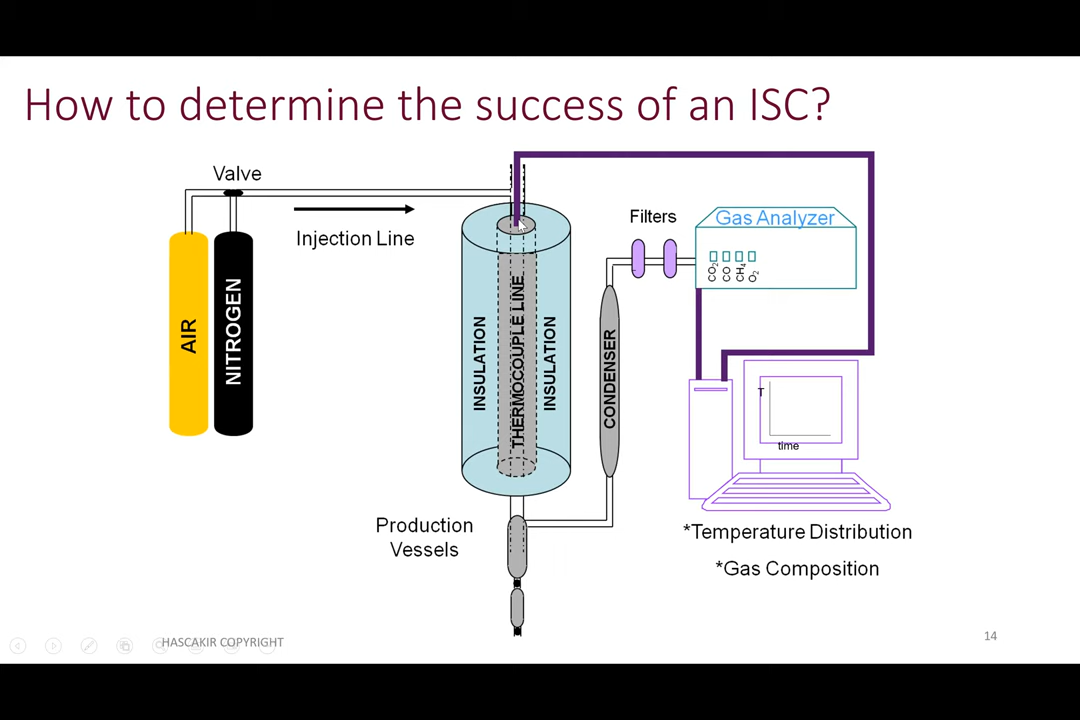 How to determine the success of an ISC?
Valve
Injection Line
AIR
NITROGEN
INSULATION
THERMOCOUPLE LINE
INSULATION
CONDENSER
Filters
Gas Analyzer
CO2
CO
CH4
O2
T
time
Production
Vessels
*Temperature Distribution
*Gas Composition
HASCAKIR COPYRIGHT
14